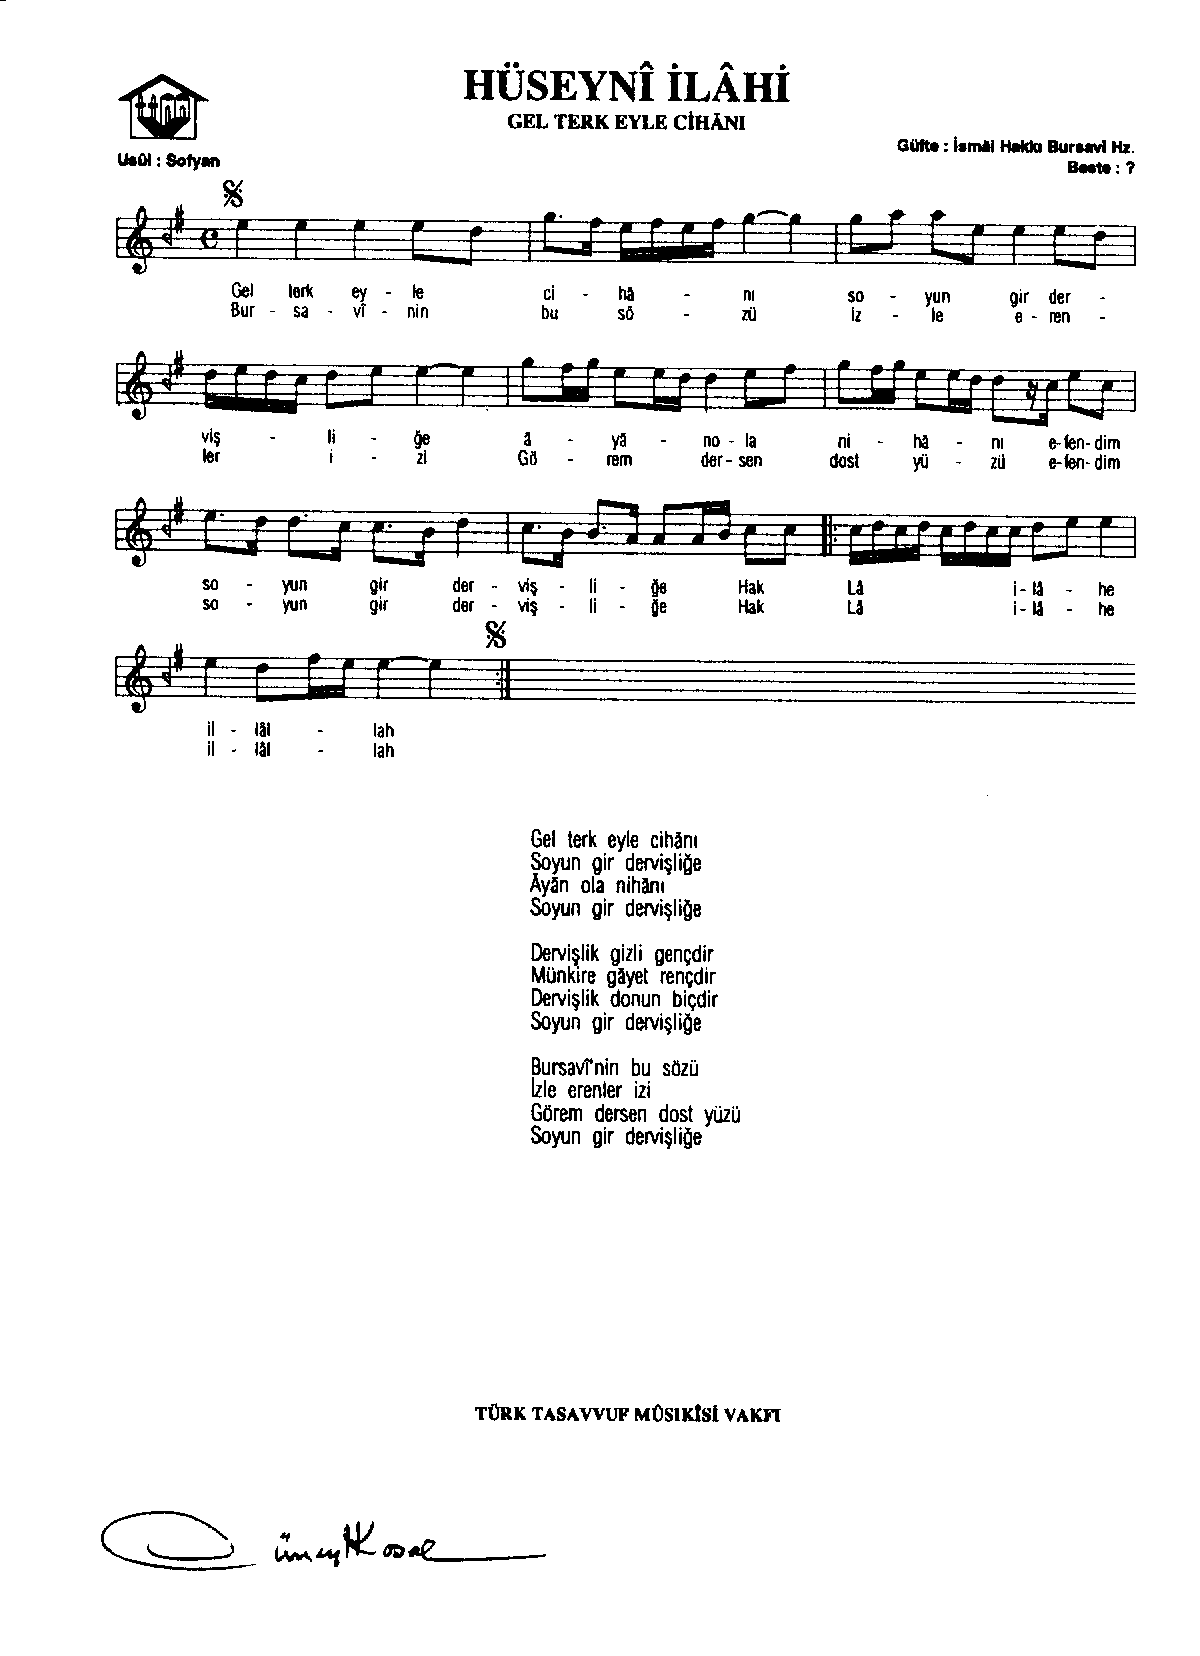 HÜSEYNÎ İLÂHİ
GEL TERK EYLE CİHÂNI
Usûl : Sofyan
Güfte : İsmâil Hakkı Bursavî Hz.
Beste : ?
Gel terk ey - le ci - hâ - nı so - yun gir der -
Bur - sa - vî - nin bu sö - zü iz - le e - ren -
viş - li - ğe â - yâ - no - la ni - hâ - nı e-fen-dim
ler i - zi Gö - rem der-sen dost yü - zü e-fen-dim
so - yun gir der - viş - li - ğe Hak Lâ i-lâ - he
so - yun gir der - viş - li - ğe Hak Lâ i-lâ - he
il - lâl - lah
il - lâl - lah
Gel terk eyle cihânı
Soyun gir dervişliğe
Âyân ola nihânı
Soyun gir dervişliğe
Dervişlik gizli gençdir
Münkire gâyet rençdir
Dervişlik donun biçdir
Soyun gir dervişliğe
Bursavî'nin bu sözü
İzle erenler izi
Görem dersen dost yüzü
Soyun gir dervişliğe
TÜRK TASAVVUF MÛSIKÎSİ VAKFI
Cüneyt Kosal